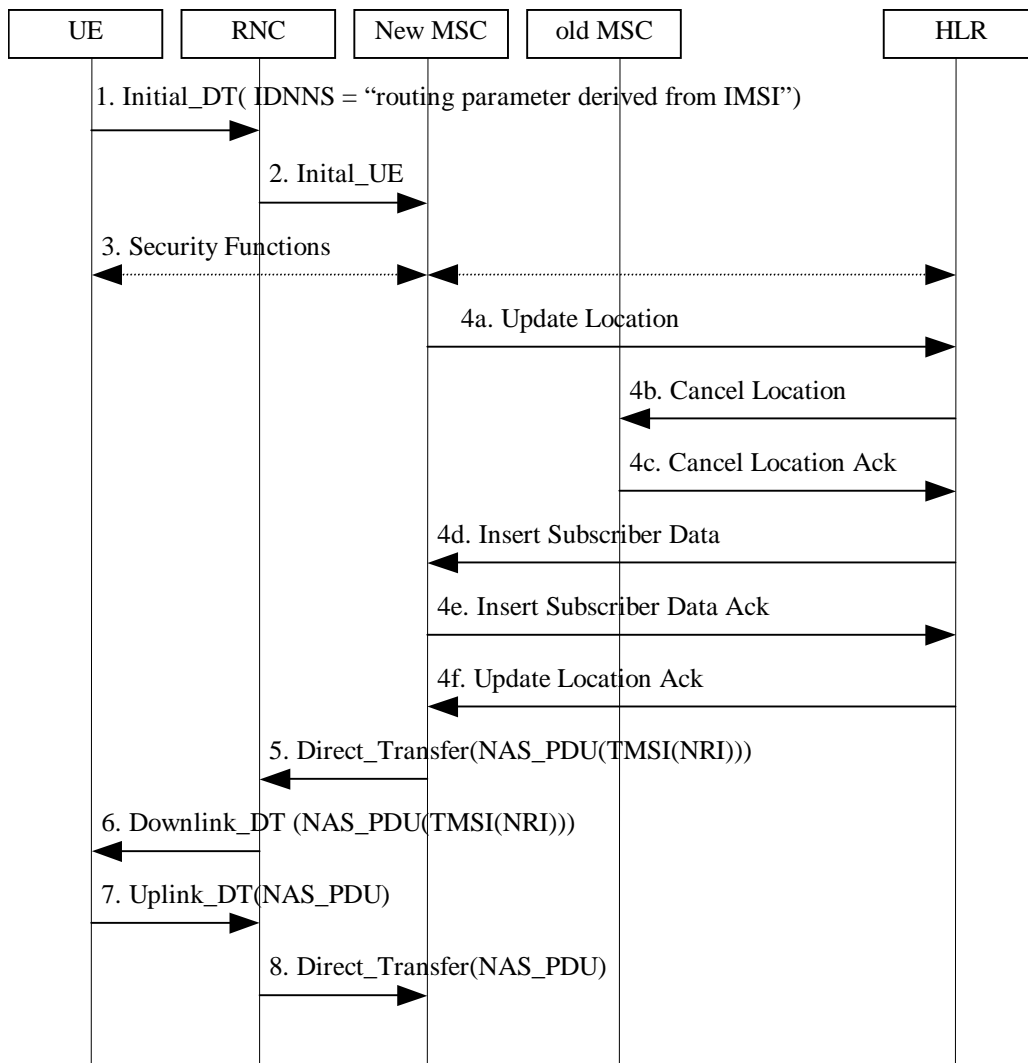 UE
RNC
New MSC
old MSC
HLR
1. Initial_DT( IDNNS = “routing parameter derived from IMSI”)
2. Inital_UE
3. Security Functions
4a. Update Location
4b. Cancel Location
4c. Cancel Location Ack
4d. Insert Subscriber Data
4e. Insert Subscriber Data Ack
4f. Update Location Ack
5. Direct_Transfer(NAS_PDU(TMSI(NRI)))
6. Downlink_DT (NAS_PDU(TMSI(NRI)))
7. Uplink_DT(NAS_PDU)
8. Direct_Transfer(NAS_PDU)